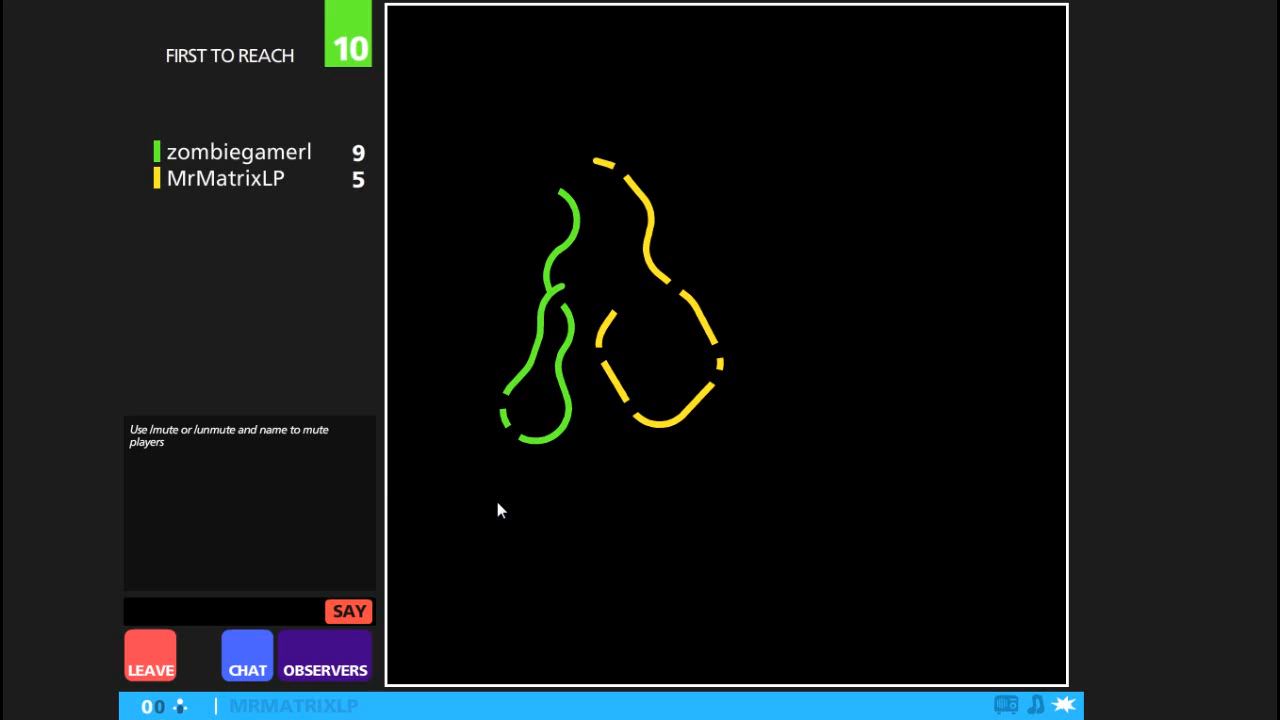 FIRST TO REACH 10
zombiegamerl 9
MrMatrixLP 5
Use /mute or /unmute and name to mute
players
SAY
LEAVE CHAT OBSERVERS
00 | MRMATRIXLP